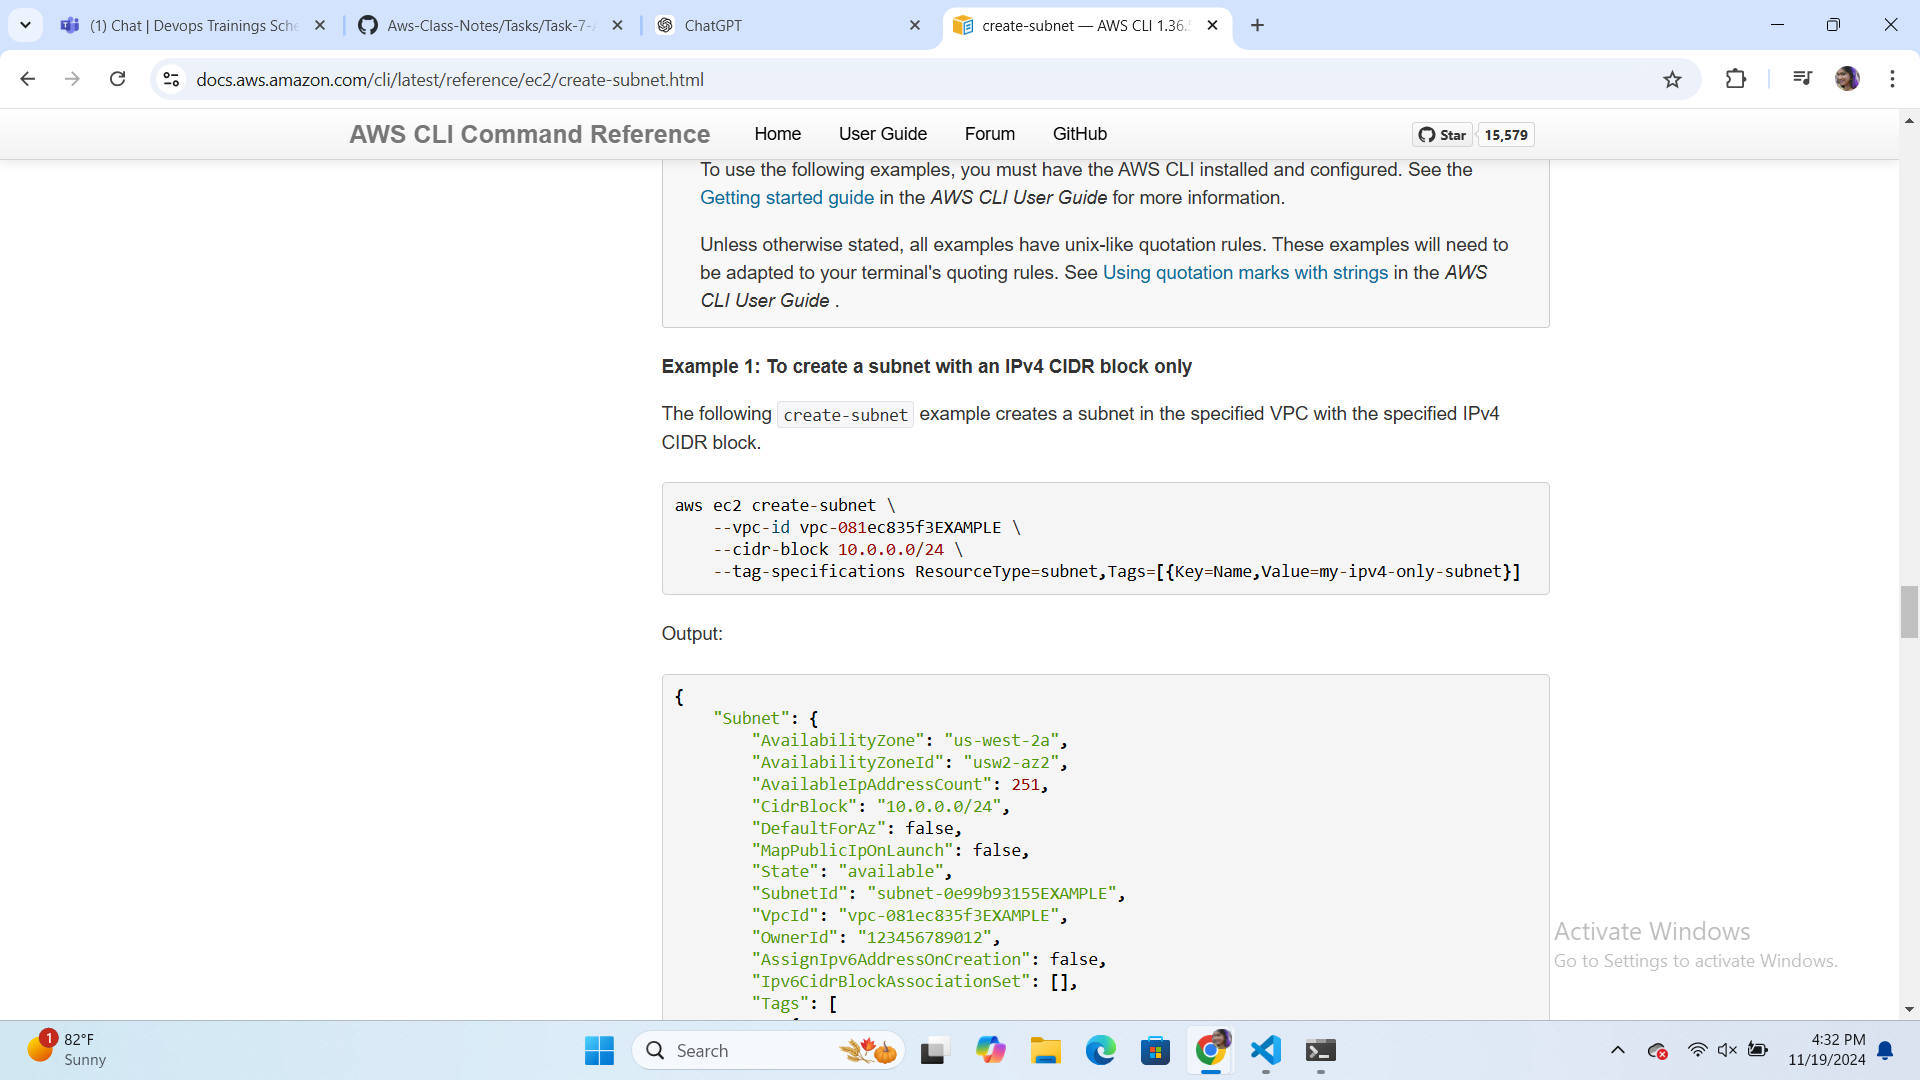 (1) Chat | Devops Trainings Sche
Aws-Class-Notes/Tasks/Task-7-A
ChatGPT
create-subnet — AWS CLI 1.36.5
docs.aws.amazon.com/cli/latest/reference/ec2/create-subnet.html
AWS CLI Command Reference
Home
User Guide
Forum
GitHub
Star
15,579
To use the following examples, you must have the AWS CLI installed and configured. See the
Getting started guide in the AWS CLI User Guide for more information.
Unless otherwise stated, all examples have unix-like quotation rules. These examples will need to
be adapted to your terminal's quoting rules. See Using quotation marks with strings in the AWS
CLI User Guide .
Example 1: To create a subnet with an IPv4 CIDR block only
The following create-subnet example creates a subnet in the specified VPC with the specified IPv4
CIDR block.
aws ec2 create-subnet \
--vpc-id vpc-081ec835f3EXAMPLE \
--cidr-block 10.0.0.0/24 \
--tag-specifications ResourceType=subnet,Tags=[{Key=Name,Value=my-ipv4-only-subnet}]
Output:
{
"Subnet": {
"AvailabilityZone": "us-west-2a",
"AvailabilityZoneId": "usw2-az2",
"AvailableIpAddressCount": 251,
"CidrBlock": "10.0.0.0/24",
"DefaultForAz": false,
"MapPublicIpOnLaunch": false,
"State": "available",
"SubnetId": "subnet-0e99b93155EXAMPLE",
"VpcId": "vpc-081ec835f3EXAMPLE",
"OwnerId": "123456789012",
"AssignIpv6AddressOnCreation": false,
"Ipv6CidrBlockAssociationSet": [],
"Tags": [
Activate Windows
Go to Settings to activate Windows.
1
82°F
Sunny
Search
4:32 PM
11/19/2024